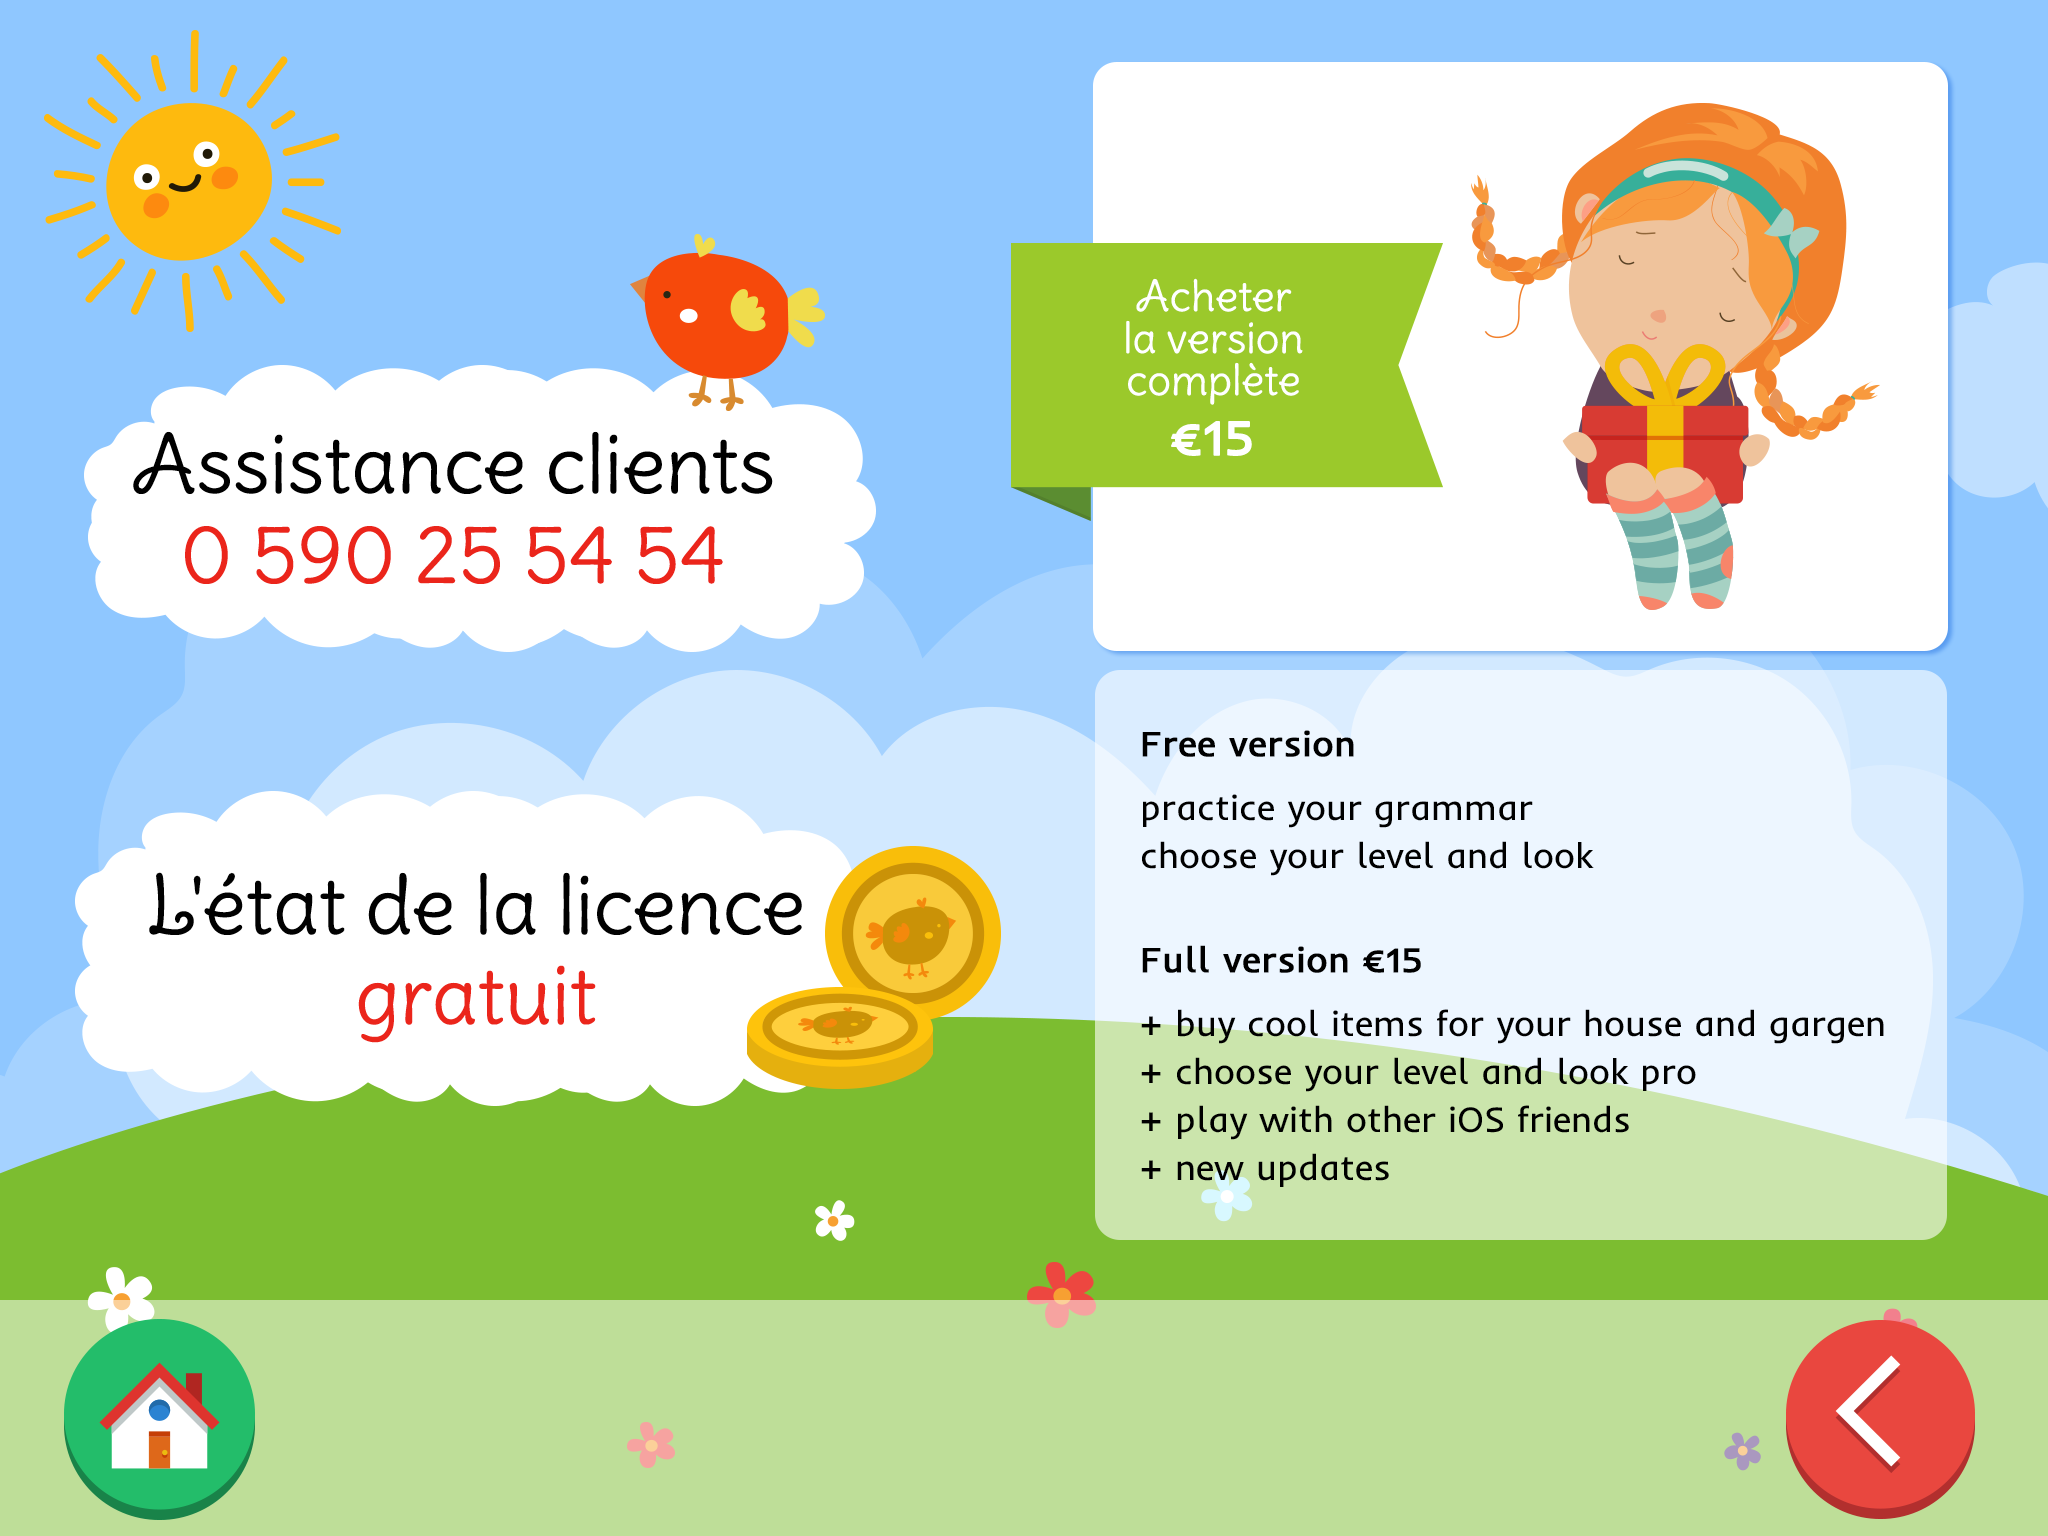 Assistance clients
0 590 25 54 54
L'état de la licence
gratuit
Acheter
la version
complète
€15
Free version
practice your grammar
choose your level and look
Full version €15
+ buy cool items for your house and gargen
+ choose your level and look pro
+ play with other iOS friends
+ new updates